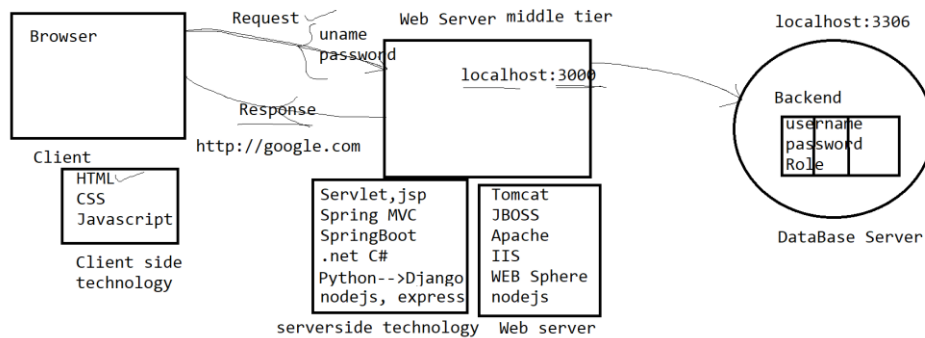 Browser
Request
uname
password
Response
http://google.com
Client
HTML
CSS
Javascript
Client side
technology
Web Server middle tier
localhost:3000
Servlet,jsp
Spring MVC
SpringBoot
.net C#
Python-->Django
nodejs, express
serverside technology
Tomcat
JBOSS
Apache
IIS
WEB Sphere
nodejs
Web server
localhost:3306
Backend
username
password
Role
DataBase Server